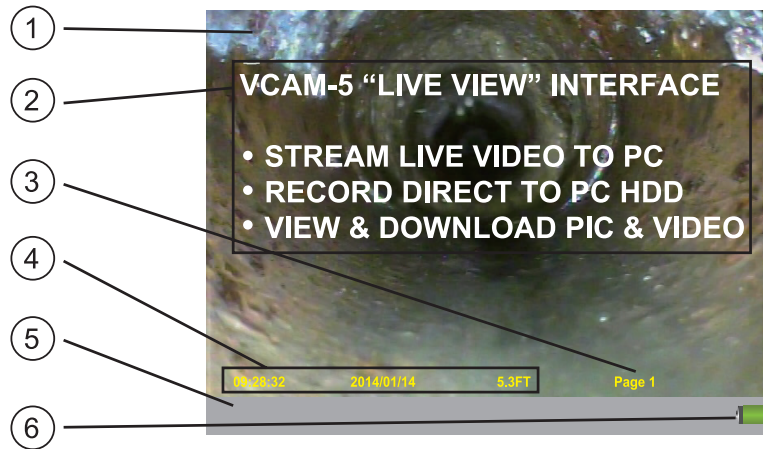 1
2
3
4
5
6
VCAM-5 “LIVE VIEW” INTERFACE
• STREAM LIVE VIDEO TO PC
• RECORD DIRECT TO PC HDD
• VIEW & DOWNLOAD PIC & VIDEO
09:28:32 2014/01/14 5.3FT Page 1